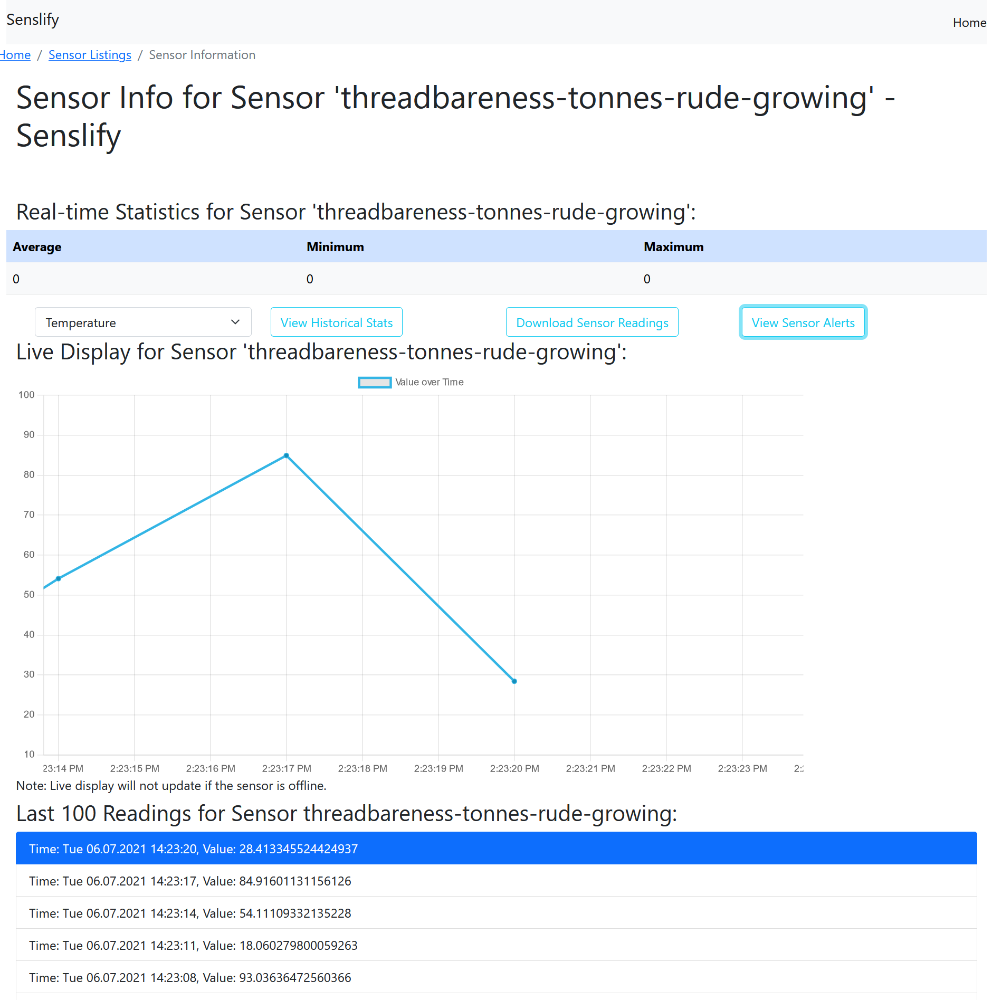 Senslify
Home
Home / Sensor Listings / Sensor Information
Sensor Info for Sensor 'threadbareness-tonnes-rude-growing' -
Senslify
Real-time Statistics for Sensor 'threadbareness-tonnes-rude-growing':
Average Minimum Maximum
0 0 0
Temperature
View Historical Stats
Download Sensor Readings
View Sensor Alerts
Live Display for Sensor 'threadbareness-tonnes-rude-growing':
Value over Time
100
90
80
70
60
50
40
30
20
10
23:14 PM 2:23:15 PM 2:23:16 PM 2:23:17 PM 2:23:18 PM 2:23:19 PM 2:23:20 PM 2:23:21 PM 2:23:22 PM 2:23:23 PM
Note: Live display will not update if the sensor is offline.
Last 100 Readings for Sensor threadbareness-tonnes-rude-growing:
Time: Tue 06.07.2021 14:23:20, Value: 28.413345524424937
Time: Tue 06.07.2021 14:23:17, Value: 84.91601131156126
Time: Tue 06.07.2021 14:23:14, Value: 54.11109332135228
Time: Tue 06.07.2021 14:23:11, Value: 18.060279800059263
Time: Tue 06.07.2021 14:23:08, Value: 93.03636472560366